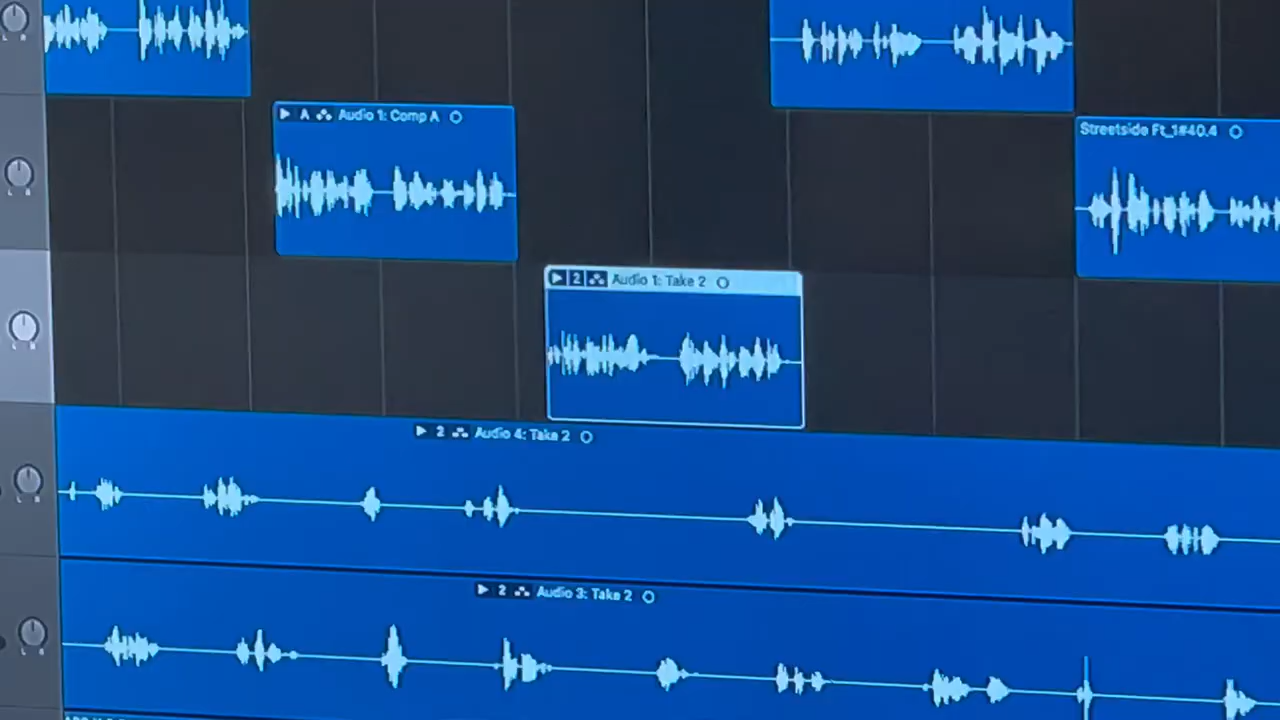 A Audio 1: Comp A
Streetside Ft_1#40.4
2 Audio 1: Take 2
2 Audio 4: Take 2
2 Audio 3: Take 2